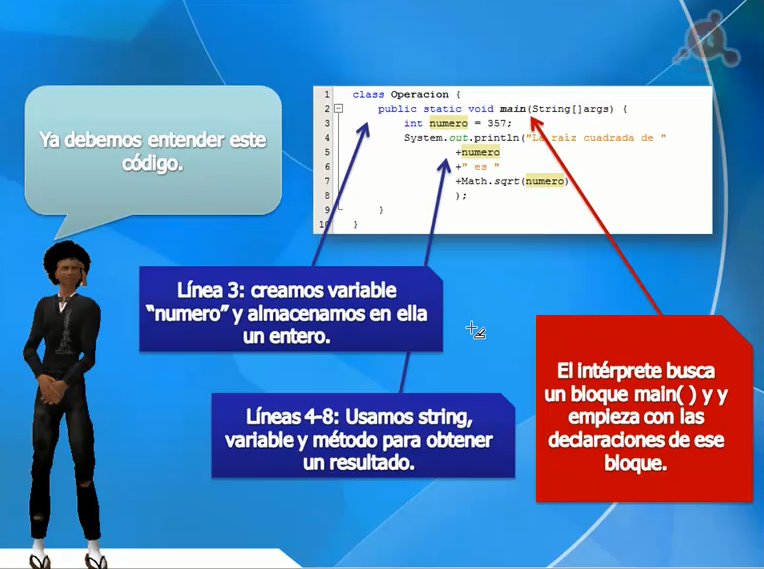 Ya debemos entender este
código.
1 class Operacion {
2 public static void main(String[]args) {
3 int numero = 357;
4 System.out.println("La raíz cuadrada de "
5 +numero
6 +" es "
7 +Math.sqrt(numero)
8 );
9 }
10 }
Línea 3: creamos variable
“numero” y almacenamos en ella
un entero.
Líneas 4-8: Usamos string,
variable y método para obtener
un resultado.
El intérprete busca
un bloque main( ) y y
empieza con las
declaraciones de ese
bloque.